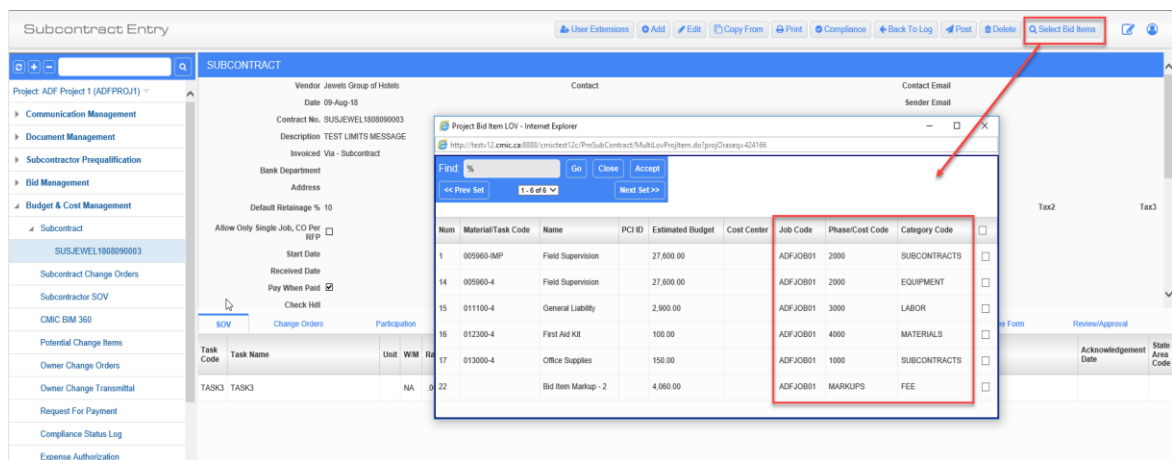 Subcontract Entry
User Extensions Add Edit Copy From Print Compliance Back To Log Post Delete Select Bid Items
SUBCONTRACT
Project: ADF Project 1 (ADFPROJ1)
Communication Management
Document Management
Subcontractor Prequalification
Bid Management
Budget & Cost Management
Subcontract
SUSJEWEL1808090003
Subcontract Change Orders
Subcontractor SOV
CMIC BIM 360
Potential Change Items
Owner Change Orders
Owner Change Transmittal
Request For Payment
Compliance Status Log
Expense Authorization
Vendor Jewels Group of Hotels Contact Contact Email
Date 09-Aug-18 Sender Email
Contract No. SUSJEWEL1808090003
Description TEST LIMITS MESSAGE
Invoiced Via - Subcontract
Bank Department
Address
Default Retainage % 10 Tax2 Tax3
Allow Only Single Job, CO Per
RFP
Start Date
Received Date
Pay When Paid
Check Hdl
Project Bid Item LOV - Internet Explorer
http://testv12.cmic.ca:8888/cmictest12c/PmSubContract/MultiLovProjItem.do?projOraseq=424166
Find: % Go Close Accept
<< Prev Set 1 - 6 of 6 Next Set >>
Num Material/Task Code Name PCI ID Estimated Budget Cost Center Job Code Phase/Cost Code Category Code
1 005960-IMP Field Supervision 27,600.00 ADFJOB01 2000 SUBCONTRACTS
14 005960-4 Field Supervision 27,600.00 ADFJOB01 2000 EQUIPMENT
15 011100-4 General Liability 2,900.00 ADFJOB01 3000 LABOR
16 012300-4 First Aid Kit 100.00 ADFJOB01 4000 MATERIALS
17 013000-4 Office Supplies 150.00 ADFJOB01 1000 SUBCONTRACTS
22 Bid Item Markup - 2 4,060.00 ADFJOB01 MARKUPS FEE
SOV Change Orders Participation Form Review/Approval
Task Code Task Name Unit W/M Acknowledgement Date State Area Code
TASK3 TASK3 NA